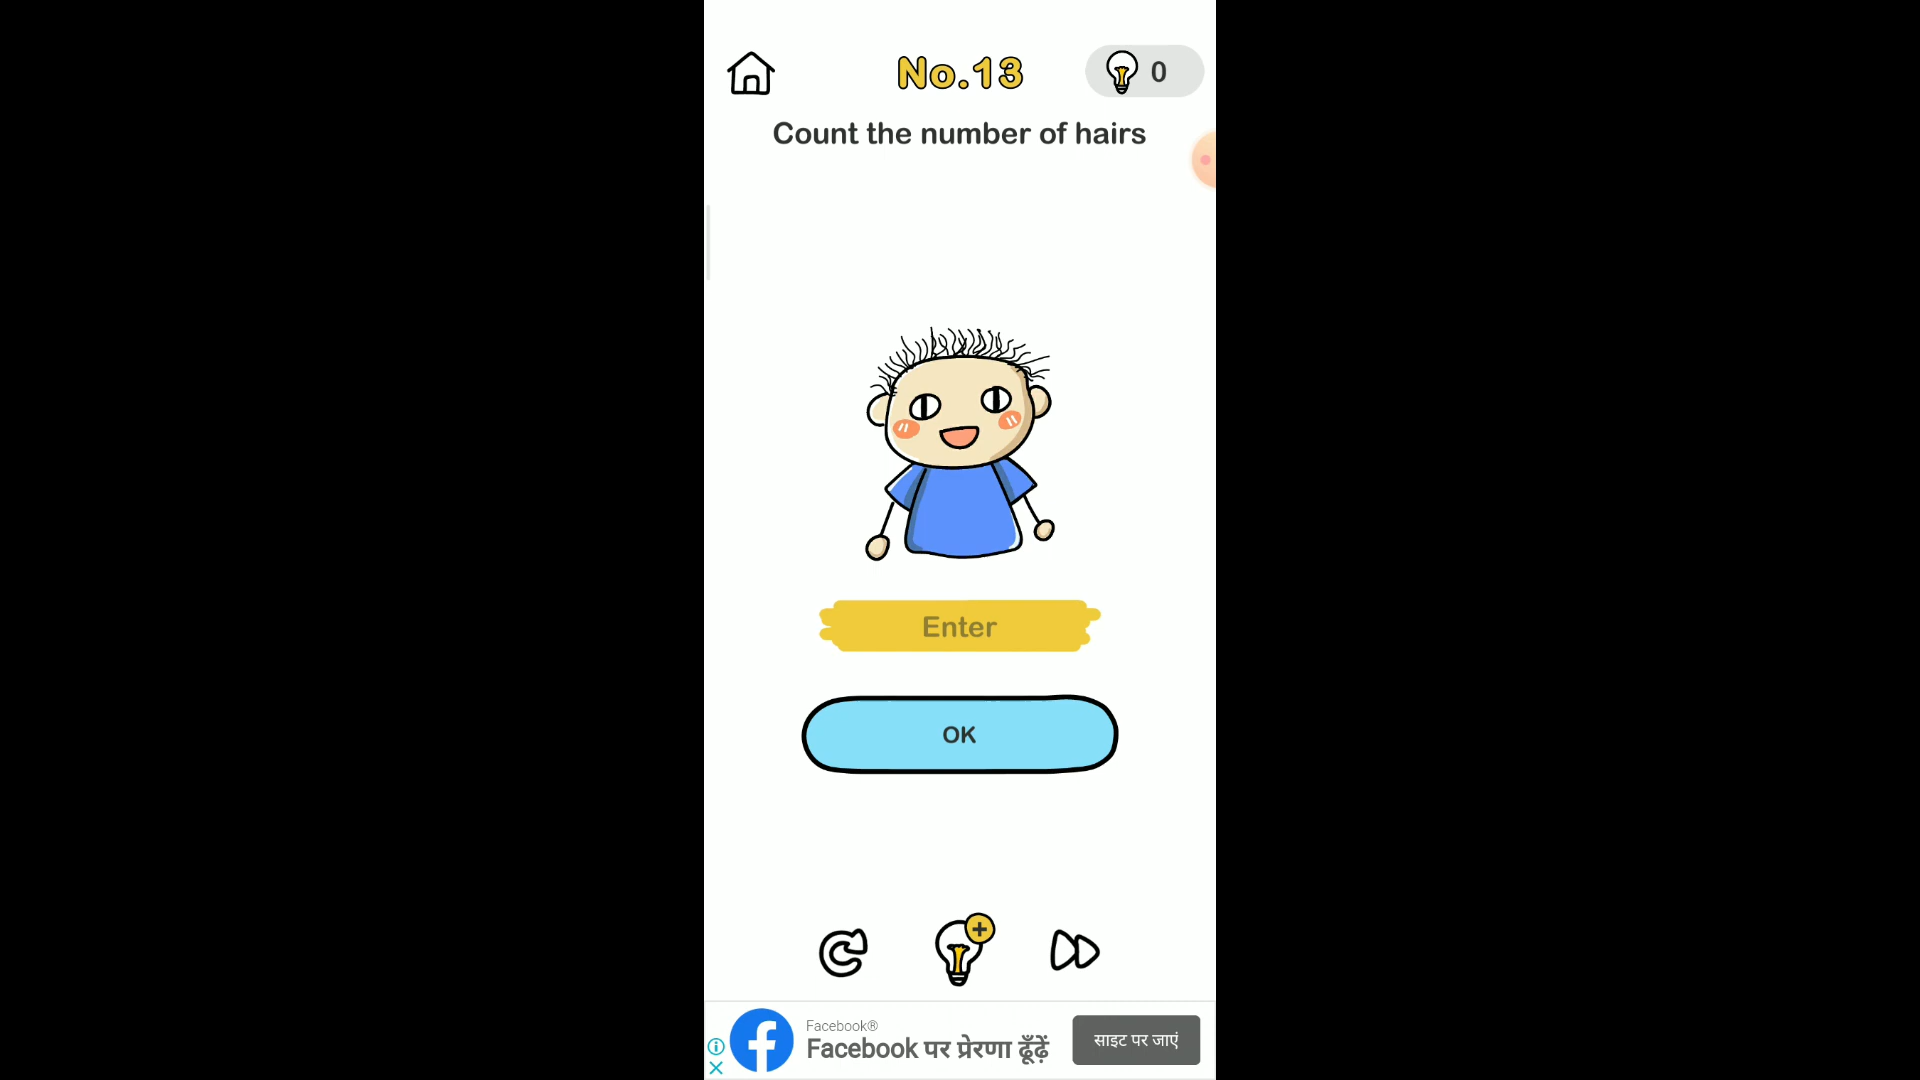 No.13
0
Count the number of hairs
Enter
OK
Facebook®
Facebook पर प्रेरणा ढूँढ़ें
साइट पर जाएं